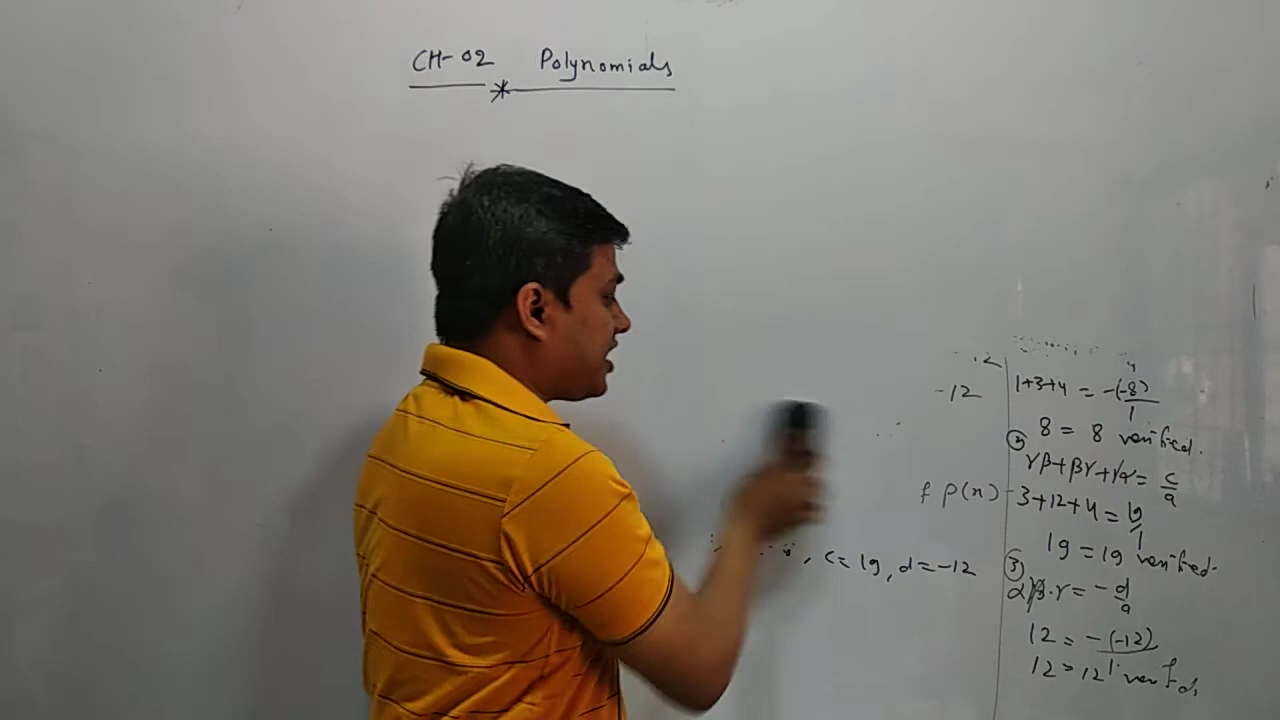 CH-02 Polynomials
-12
f p(x)
c=19, d=-12
1+3+4 = -(-8)/1
8 = 8 verified.
②
αβ+βγ+γα = c/a
3+12+4 = 19/1
19 = 19 verified.
③
αβ.γ = -d/a
12 = -(-12)/1
12 = 12 verified.